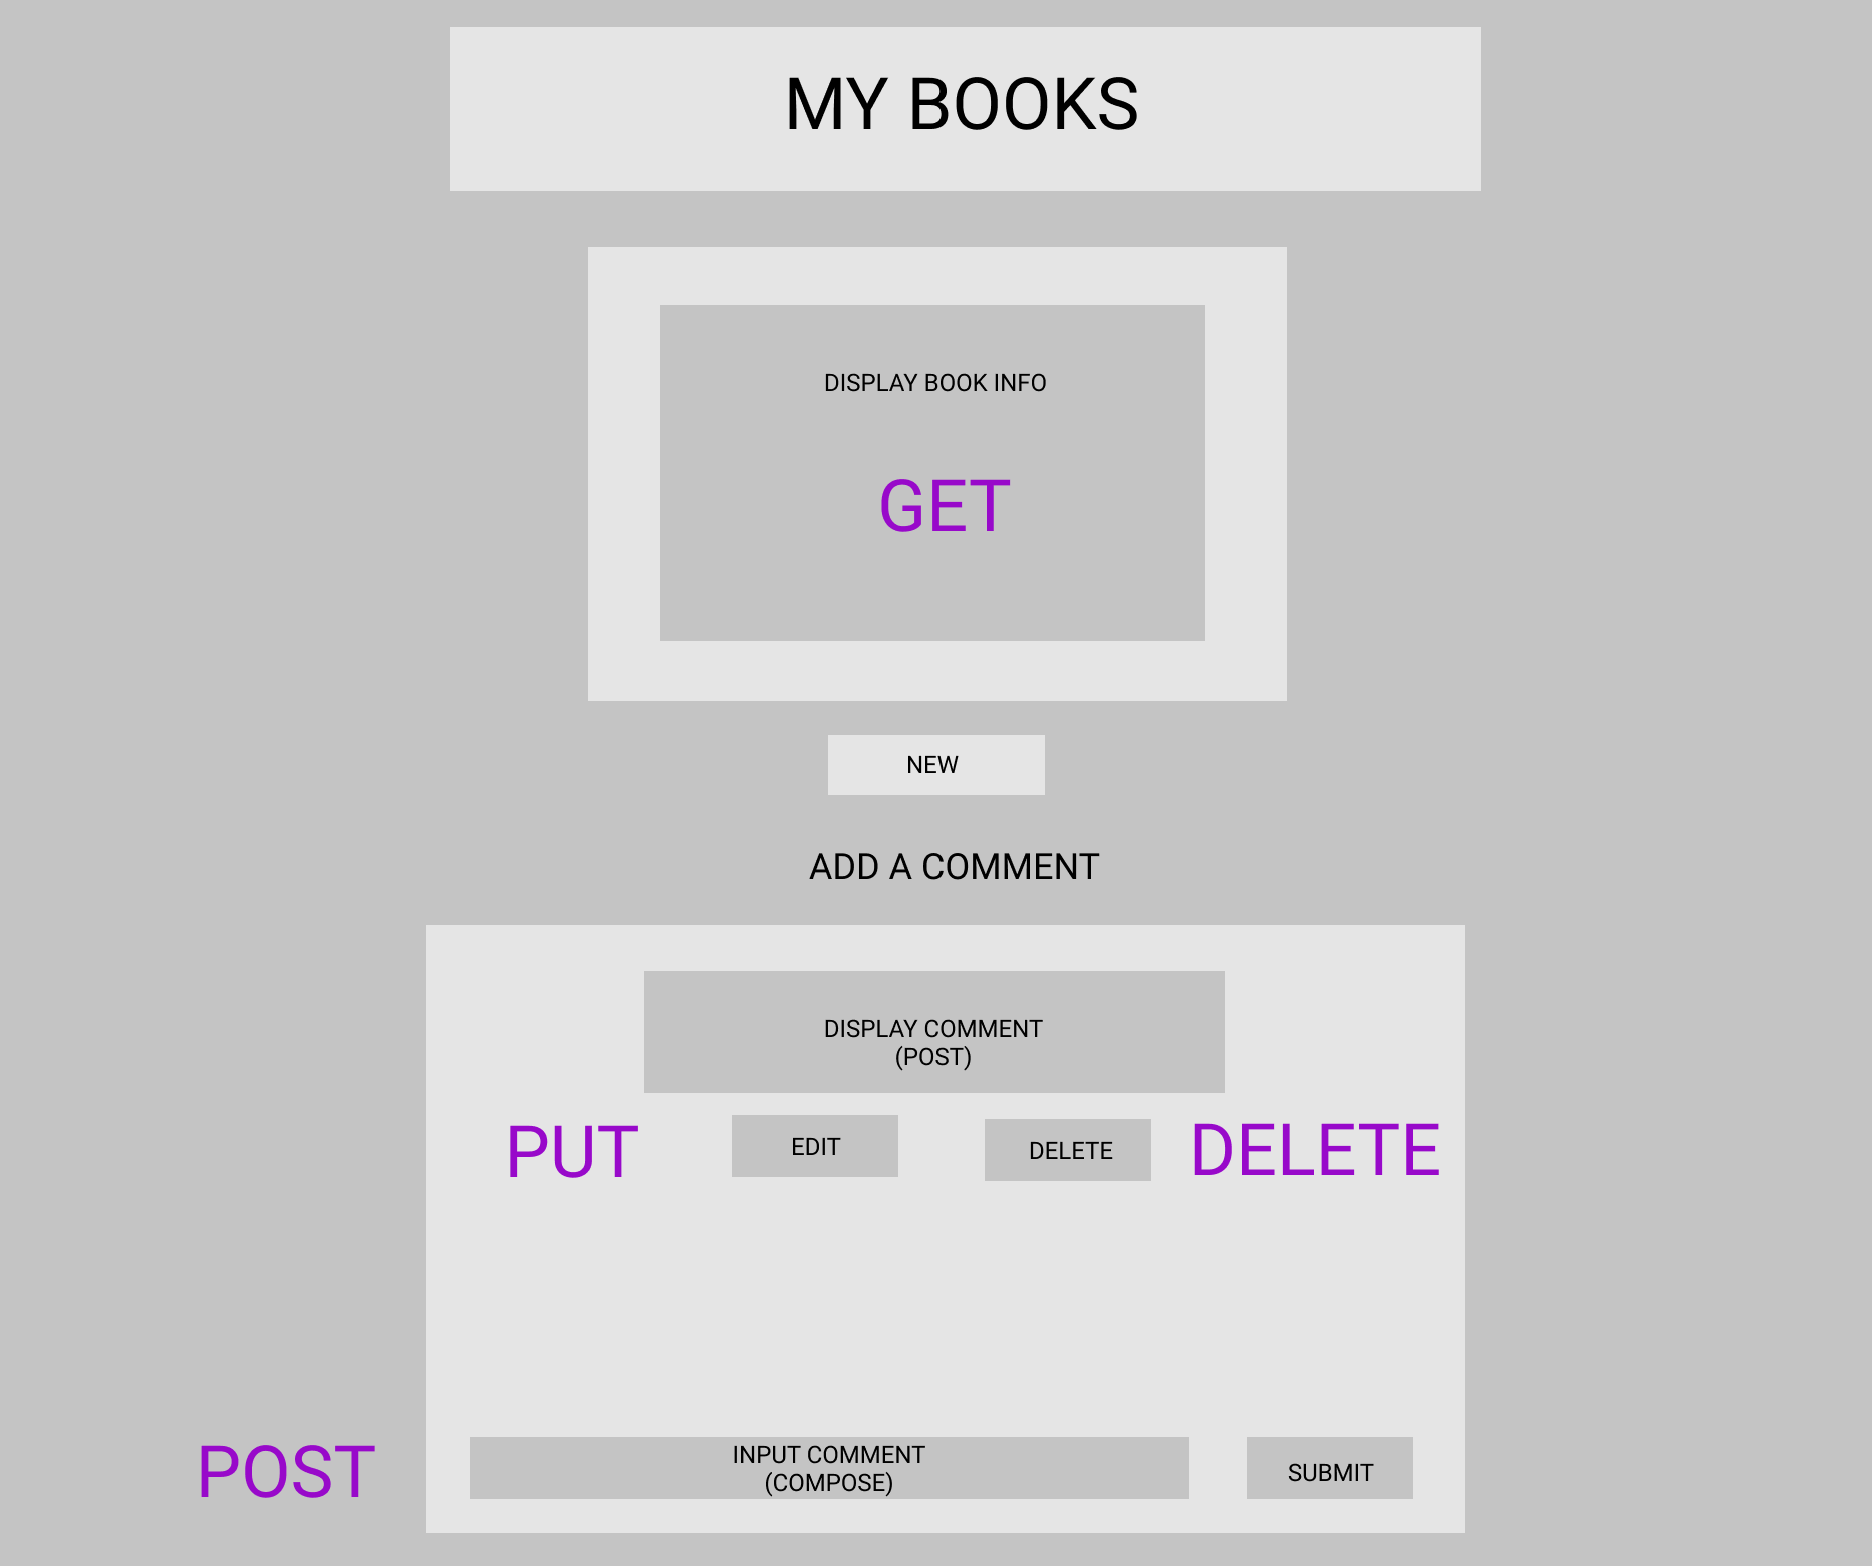 MY BOOKS
DISPLAY BOOK INFO
GET
NEW
ADD A COMMENT
DISPLAY COMMENT
(POST)
PUT
EDIT
DELETE
DELETE
POST
INPUT COMMENT
(COMPOSE)
SUBMIT